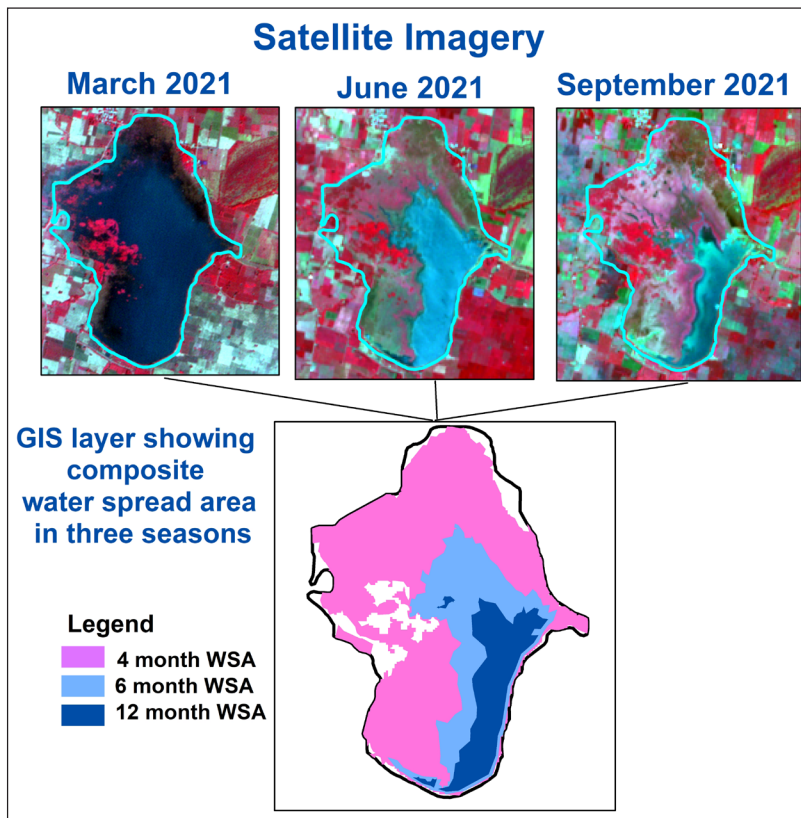 Satellite Imagery
March 2021
June 2021
September 2021
GIS layer showing
composite
water spread area
in three seasons
Legend
4 month WSA
6 month WSA
12 month WSA